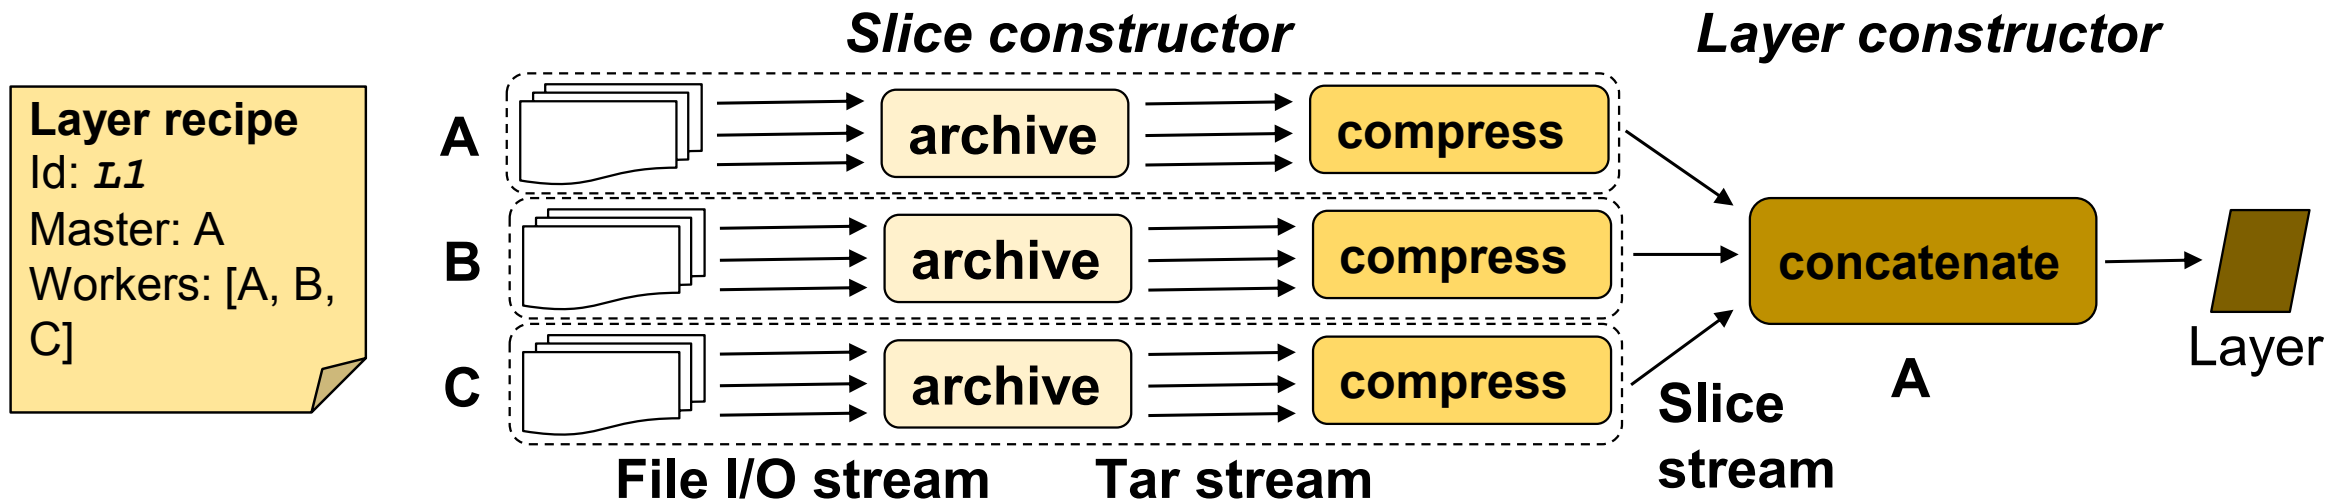 Slice constructor
Layer constructor
Layer recipe
Id: L1
Master: A
Workers: [A, B,
C]
A
archive
compress
B
archive
compress
C
archive
compress
concatenate
A
Layer
File I/O stream
Tar stream
Slice
stream